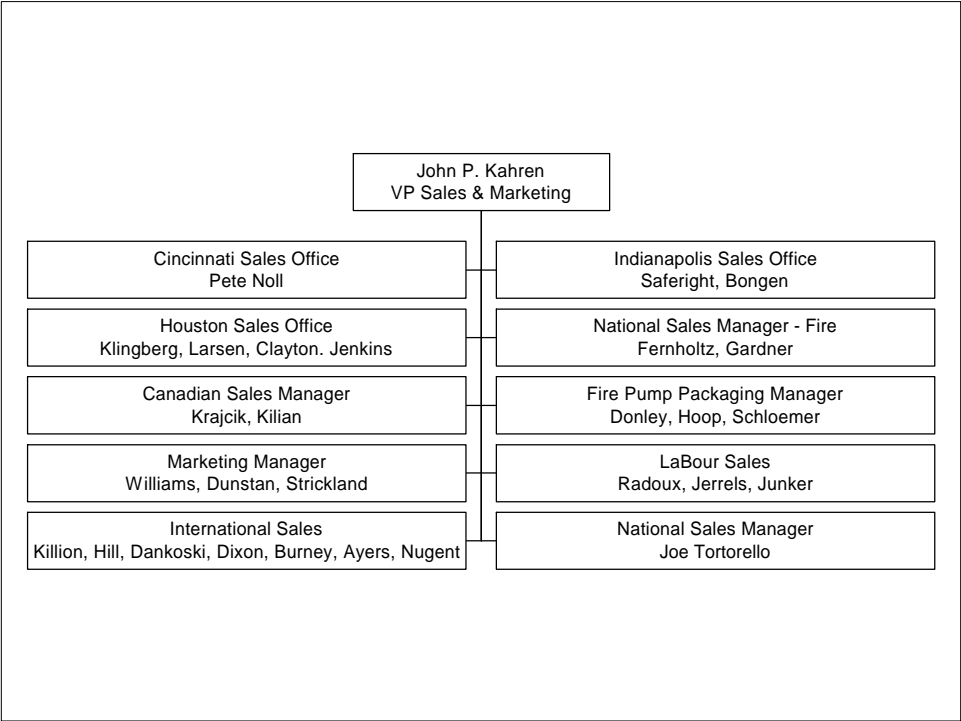 John P. Kahren
VP Sales & Marketing
Cincinnati Sales Office
Pete Noll
Indianapolis Sales Office
Saferight, Bongen
Houston Sales Office
Klingberg, Larsen, Clayton. Jenkins
National Sales Manager - Fire
Fernholtz, Gardner
Canadian Sales Manager
Krajcik, Kilian
Fire Pump Packaging Manager
Donley, Hoop, Schloemer
Marketing Manager
Williams, Dunstan, Strickland
LaBour Sales
Radoux, Jerrels, Junker
International Sales
Killion, Hill, Dankoski, Dixon, Burney, Ayers, Nugent
National Sales Manager
Joe Tortorello